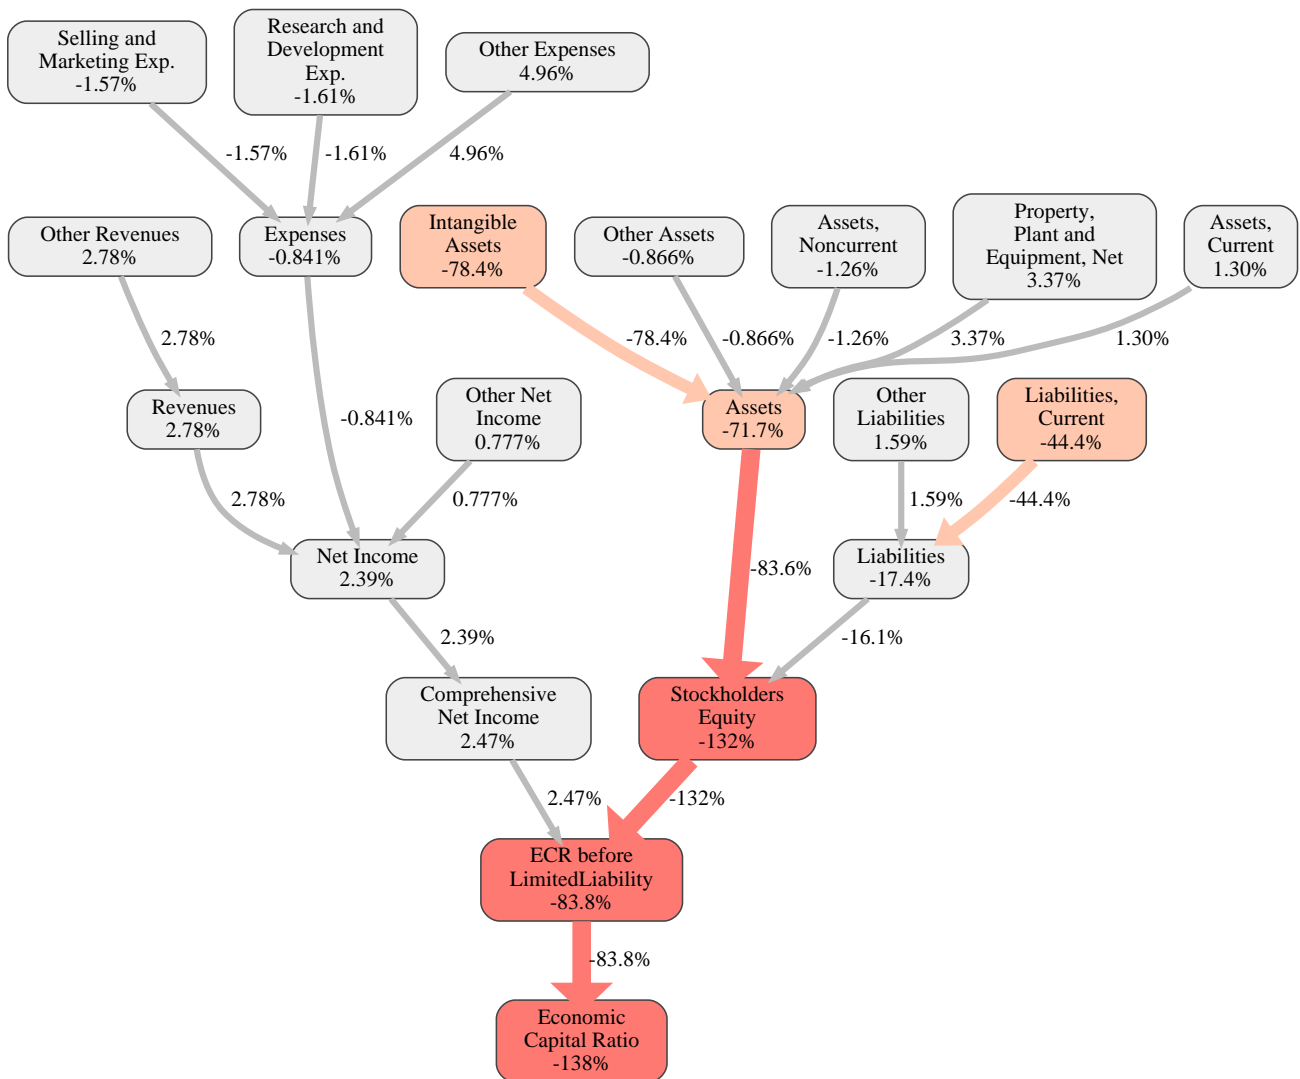 Selling and
Marketing Exp.
-1.57%
Research and
Development
Exp.
-1.61%
Other Expenses
4.96%
-1.57%
-1.61%
4.96%
Other Revenues
2.78%
Expenses
-0.841%
Intangible
Assets
-78.4%
Other Assets
-0.866%
Assets,
Noncurrent
-1.26%
Property,
Plant and
Equipment, Net
3.37%
Assets,
Current
1.30%
2.78%
-78.4%
-0.866%
-1.26%
3.37%
1.30%
Revenues
2.78%
-0.841%
Other Net
Income
0.777%
Assets
-71.7%
Other
Liabilities
1.59%
Liabilities,
Current
-44.4%
2.78%
0.777%
1.59%
-44.4%
Net Income
2.39%
-83.6%
Liabilities
-17.4%
2.39%
-16.1%
Comprehensive
Net Income
2.47%
Stockholders
Equity
-132%
2.47%
-132%
ECR before
LimitedLiability
-83.8%
-83.8%
Economic
Capital Ratio
-138%